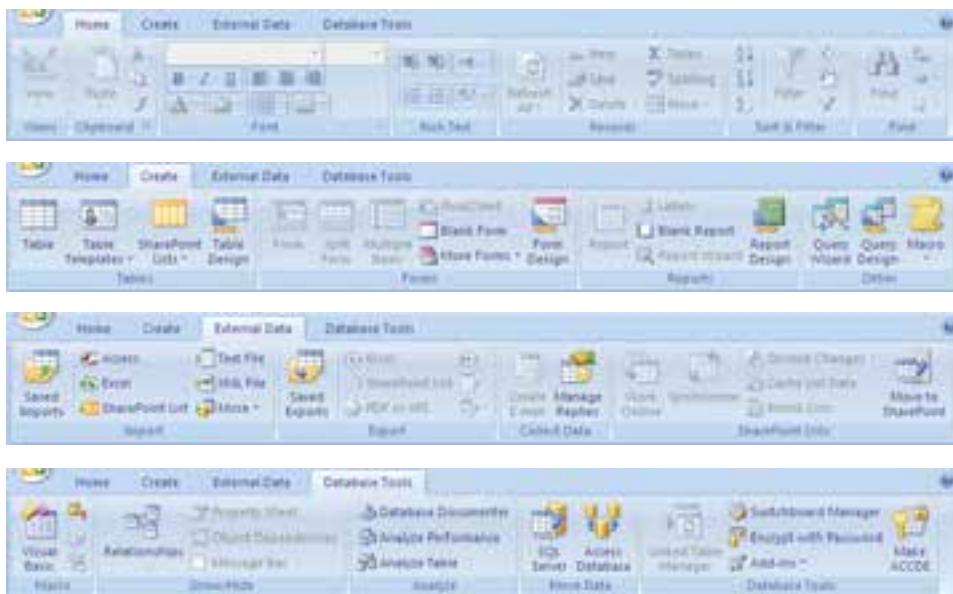 Home Create External Data Database Tools
View Paste B I U New Totals
Refresh All Save Spelling Filter Find
Delete More
Views Clipboard Font Rich Text Records Sort & Filter Find
Home Create External Data Database Tools
PivotChart Labels
Blank Form Blank Report
Table Table Templates SharePoint Lists Table Design Form Split Form Multiple Items More Forms Form Design Report Report Wizard Report Design Query Wizard Query Design Macro
Tables Forms Reports Other
Home Create External Data Database Tools
Access Text File Excel Discard Changes
Saved Imports Excel XML File Saved Exports SharePoint List Create E-mail Manage Replies Work Online Synchronize Cache List Data Move to SharePoint
SharePoint List More PDF or XPS
Import Export Collect Data SharePoint Lists
Home Create External Data Database Tools
Property Sheet Database Documenter Switchboard Manager
Visual Basic Relationships Object Dependencies Analyze Performance SQL Server Access Database Linked Table Manager Encrypt with Password Make ACCDE
Message Bar Analyze Table Add-Ins
Macro Show/Hide Analyze Move Data Database Tools